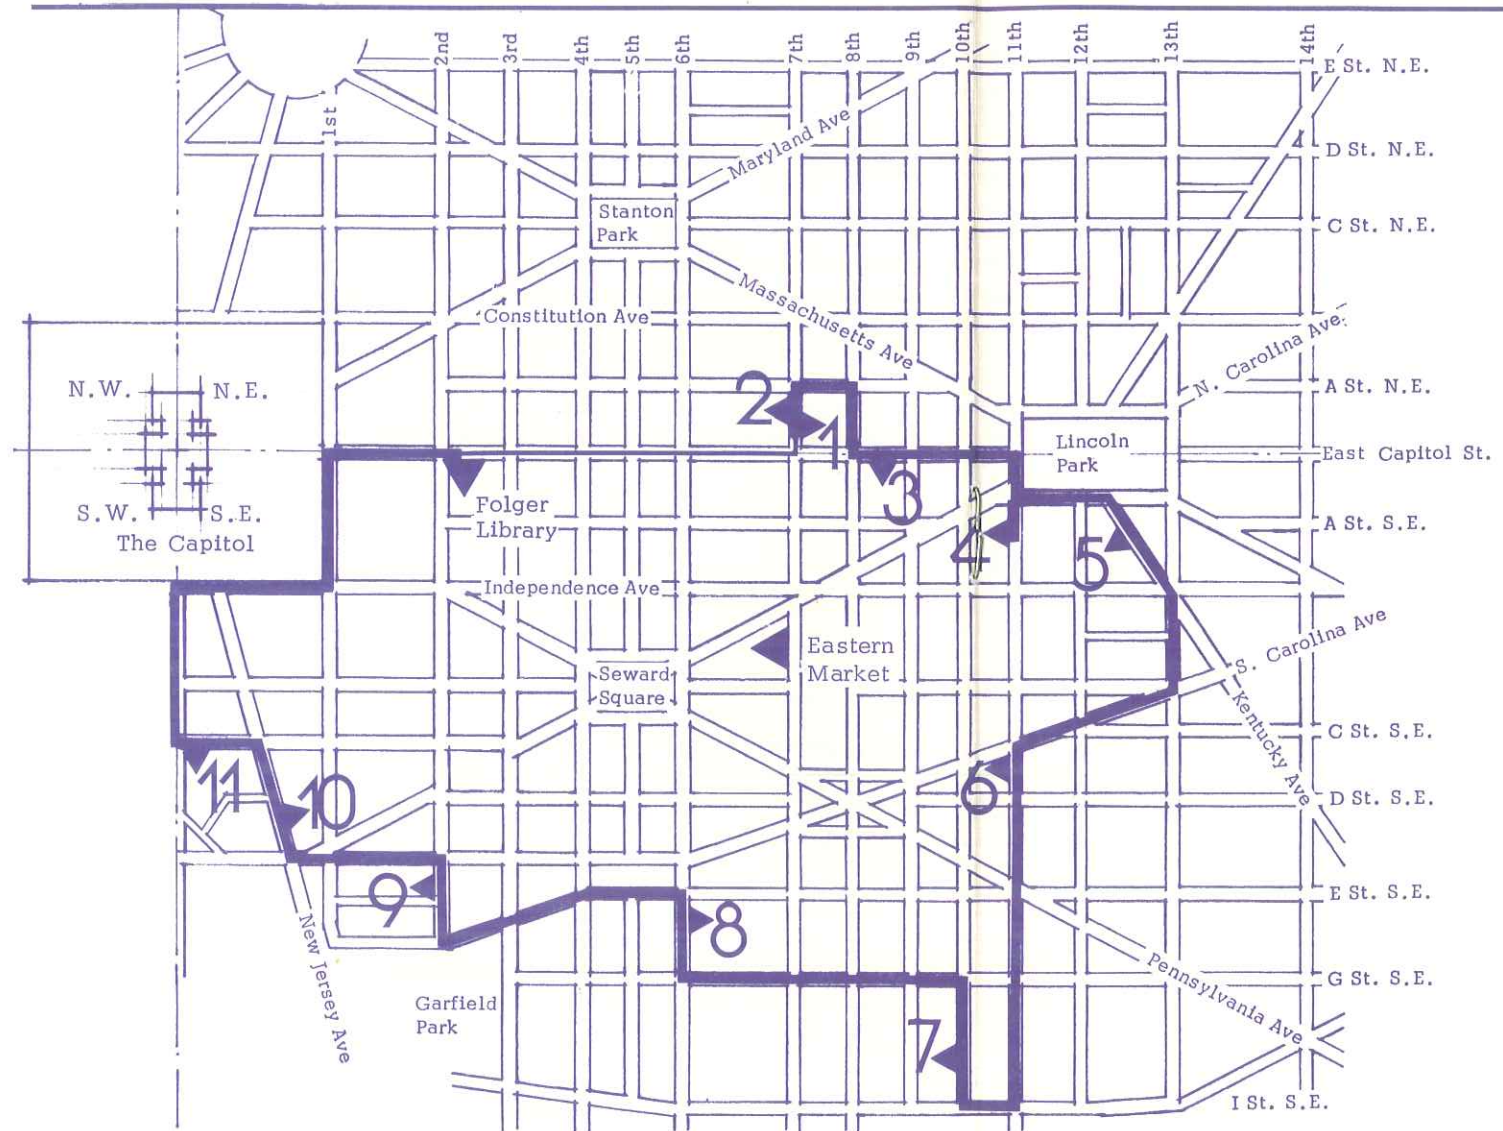 2nd
3rd
4th
5th
6th
7th
8th
9th
10th
11th
12th
13th
14th
1st
E St. N.E.
Maryland Ave
D St. N.E.
Stanton
Park
C St. N.E.
Massachusetts Ave
Constitution Ave
N. Carolina Ave.
N.W.
N.E.
2
1
A St. N.E.
Lincoln
Park
East Capitol St.
Folger
Library
3
S.W.
S.E.
The Capitol
4
5
A St. S.E.
Independence Ave
Eastern
Market
S. Carolina Ave
Seward
Square
Kentucky Ave
C St. S.E.
11
10
6
D St. S.E.
9
8
E St. S.E.
New Jersey Ave
Pennsylvania Ave
G St. S.E.
Garfield
Park
7
I St. S.E.